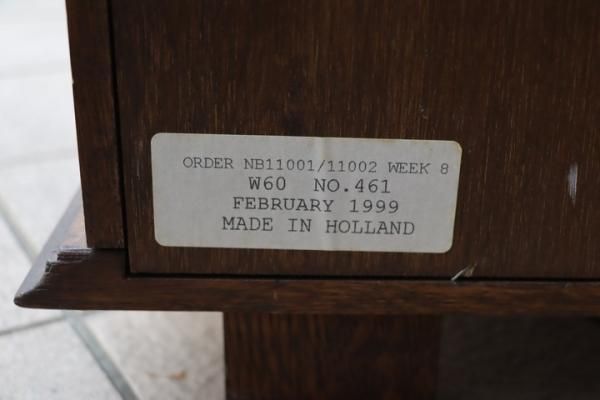 ORDER NB11001/11002 WEEK 8
W60 NO.461
FEBRUARY 1999
MADE IN HOLLAND